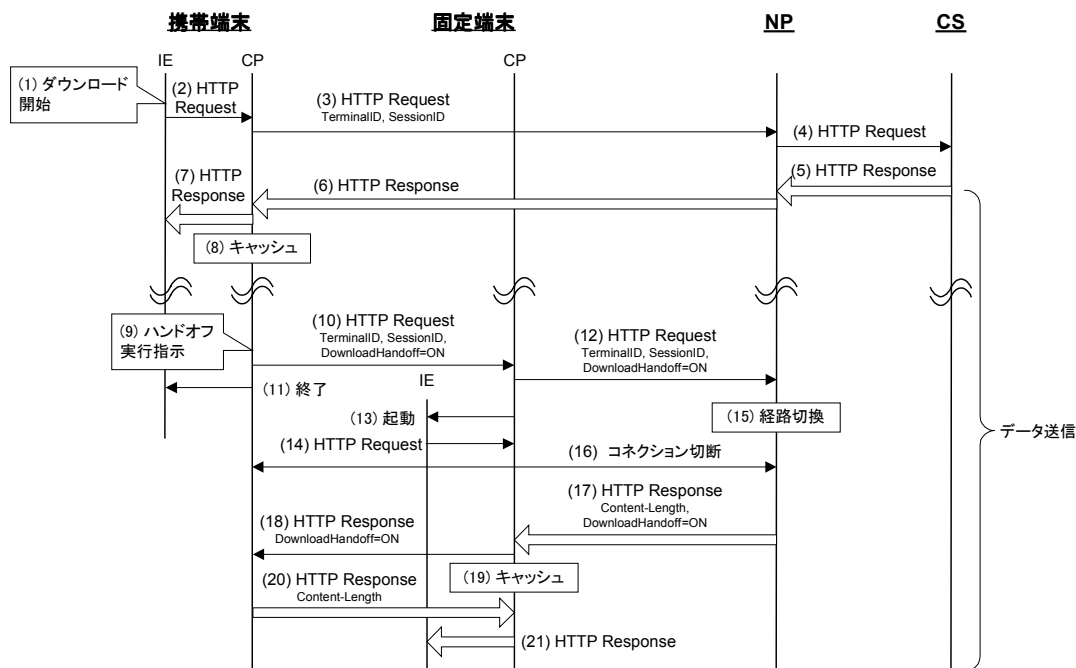 携帯端末
固定端末
NP
CS
IE
CP
CP
(1) ダウンロード
開始
(2) HTTP
Request
(3) HTTP Request
TerminalID, SessionID
(4) HTTP Request
(5) HTTP Response
(6) HTTP Response
(7) HTTP
Response
(8) キャッシュ
(9) ハンドオフ
実行指示
(10) HTTP Request
TerminalID, SessionID,
DownloadHandoff=ON
(11) 終了
(12) HTTP Request
TerminalID, SessionID,
DownloadHandoff=ON
IE
(13) 起動
(14) HTTP Request
(15) 経路切換
(16) コネクション切断
データ送信
(17) HTTP Response
Content-Length,
DownloadHandoff=ON
(18) HTTP Response
DownloadHandoff=ON
(19) キャッシュ
(20) HTTP Response
Content-Length
(21) HTTP Response